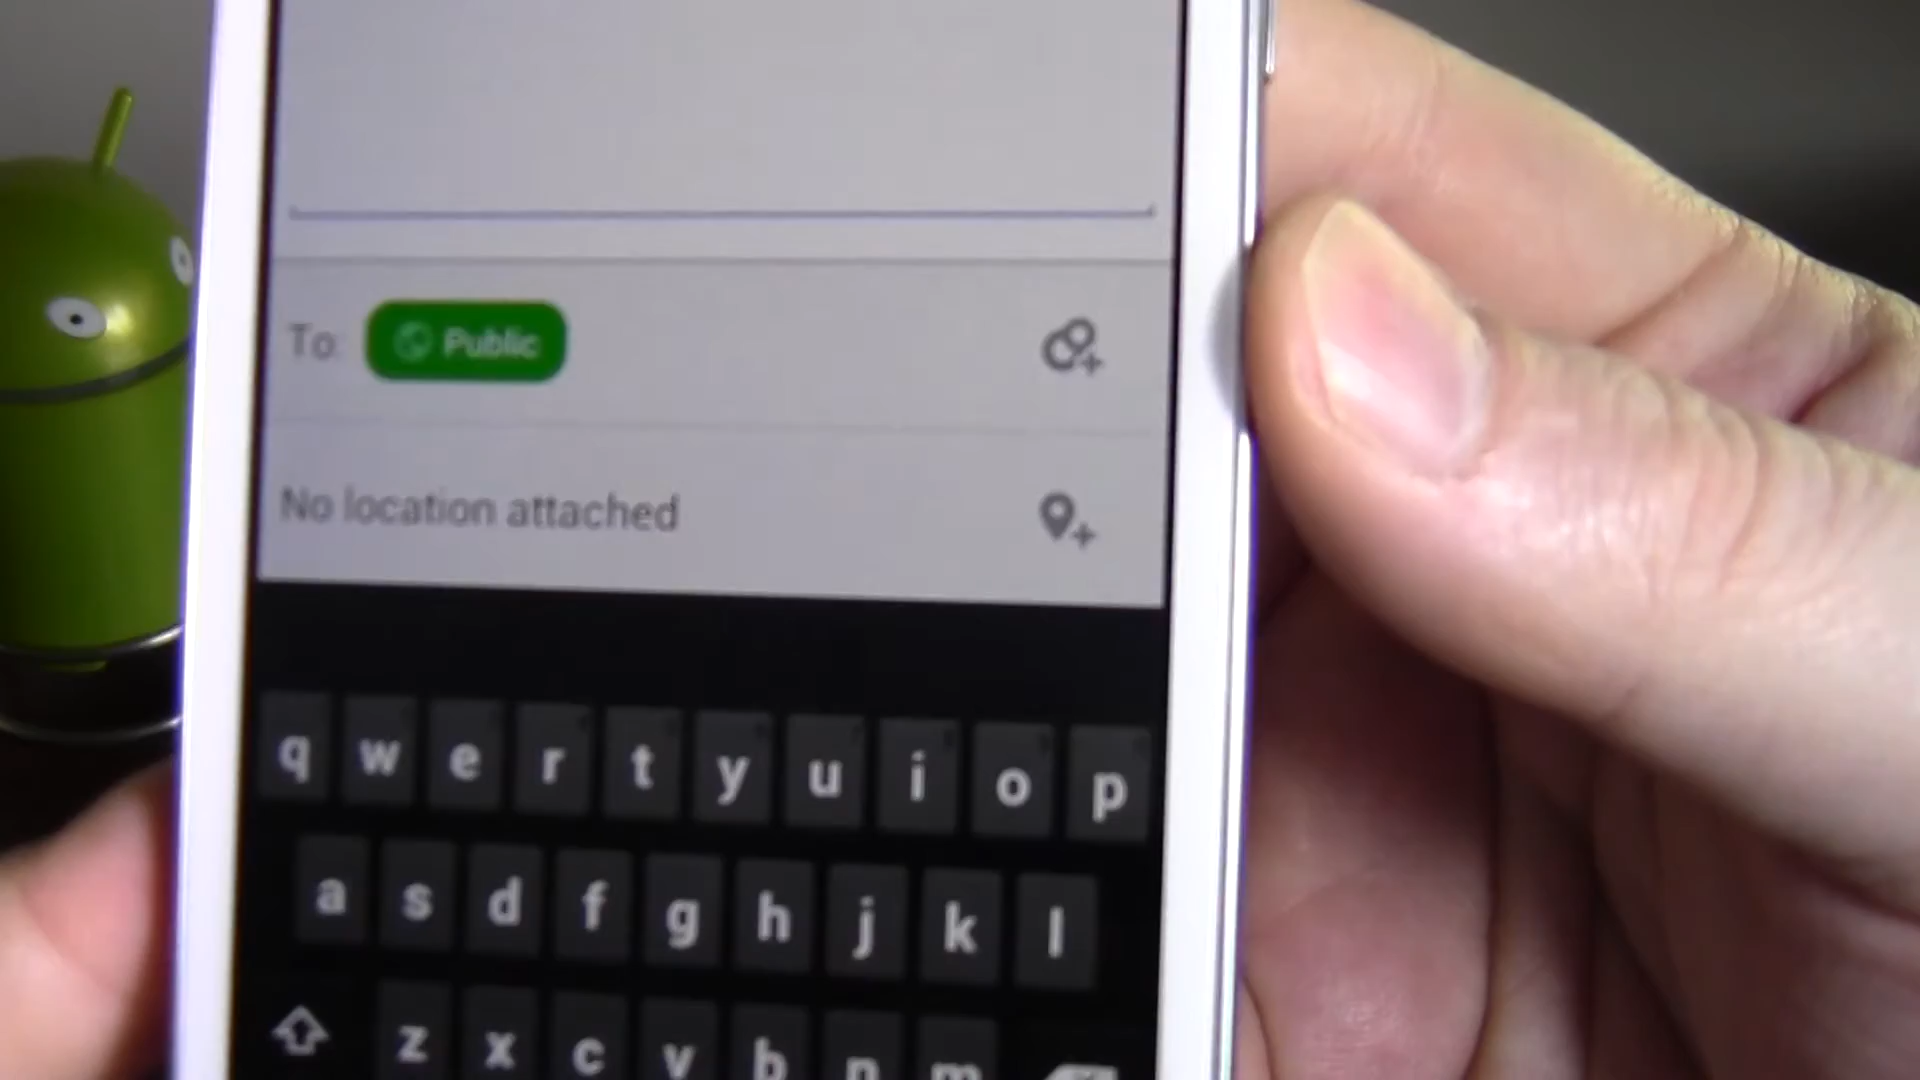 To: Public
No location attached
q w e r t y u i o p
a s d f g h j k l
z x c v b n m